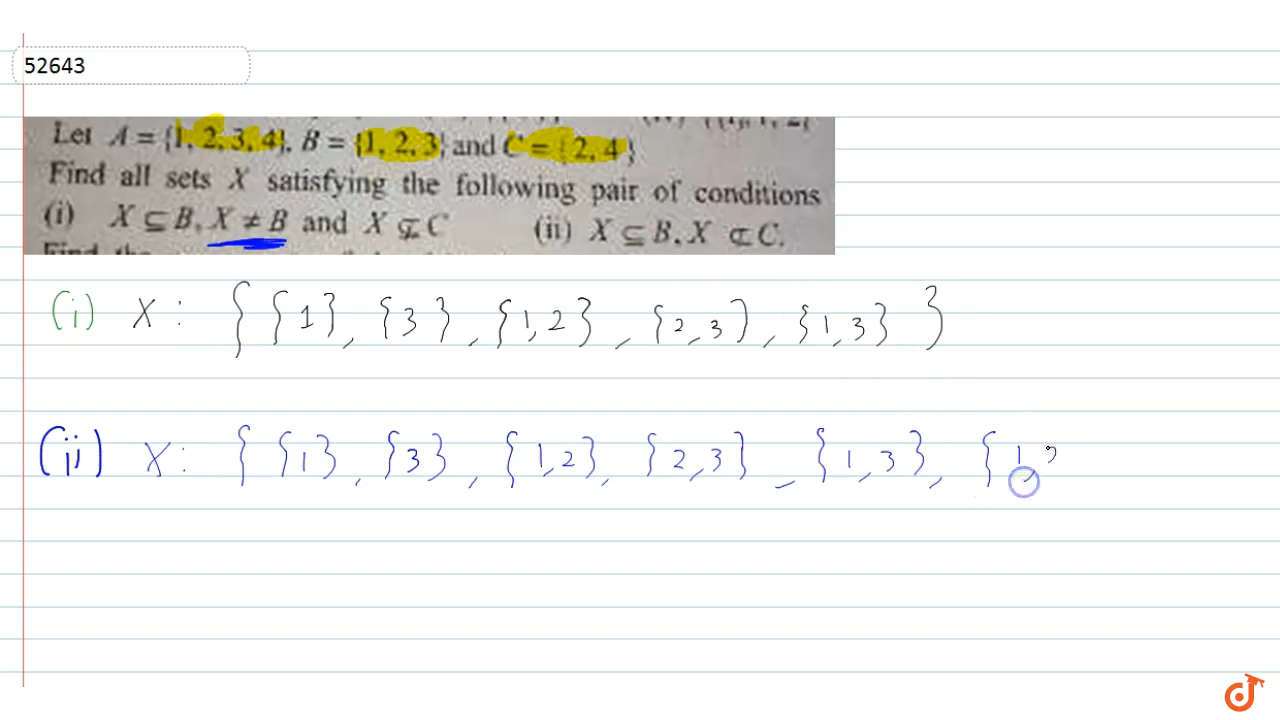 52643
Let A = {1, 2, 3, 4}, B = {1, 2, 3} and C = { 2, 4 }
Find all sets X satisfying the following pair of conditions
(i) X ⊆ B, X ≠ B and X ⊈ C (ii) X ⊆ B, X ⊄ C.
Find the
(i) X : { {1}, {3}, {1,2}, {2,3}, {1,3} }
(ii) X : { {1}, {3}, {1,2}, {2,3}, {1,3}, {1,